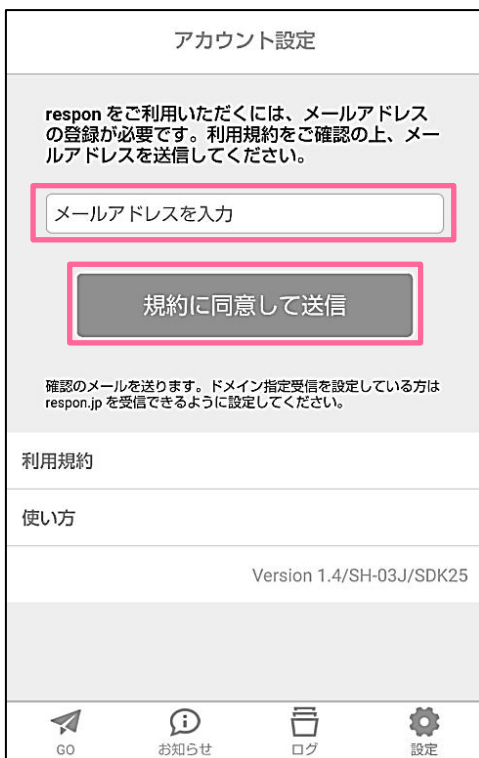 アカウント設定
respon をご利用いただくには、メールアドレス
の登録が必要です。利用規約をご確認の上、メー
ルアドレスを送信してください。
メールアドレスを入力
規約に同意して送信
確認のメールを送ります。ドメイン指定受信を設定している方は
respon.jp を受信できるように設定してください。
利用規約
使い方
Version 1.4/SH-03J/SDK25
GO お知らせ ログ 設定